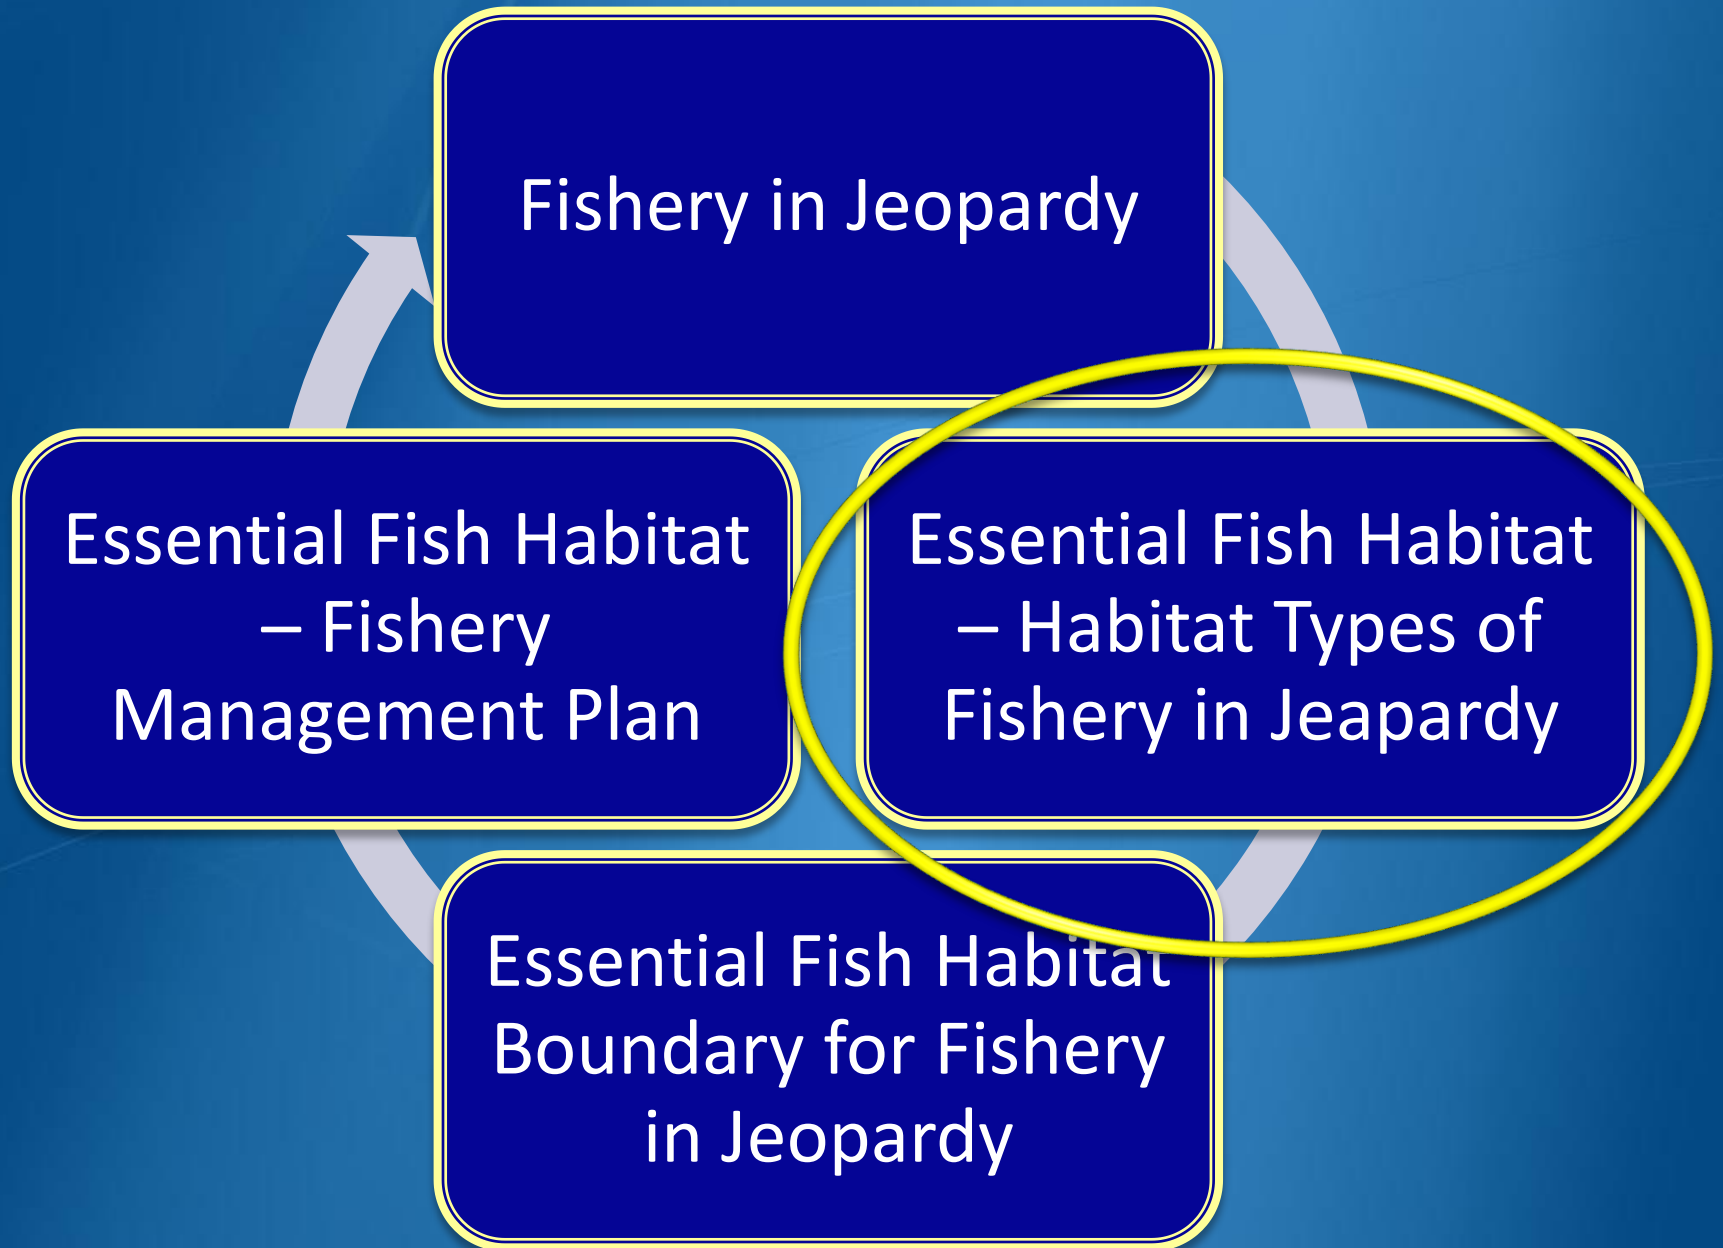 Fishery in Jeopardy
Essential Fish Habitat
– Fishery
Management Plan
Essential Fish Habitat
– Habitat Types of
Fishery in Jeapardy
Essential Fish Habitat
Boundary for Fishery
in Jeopardy